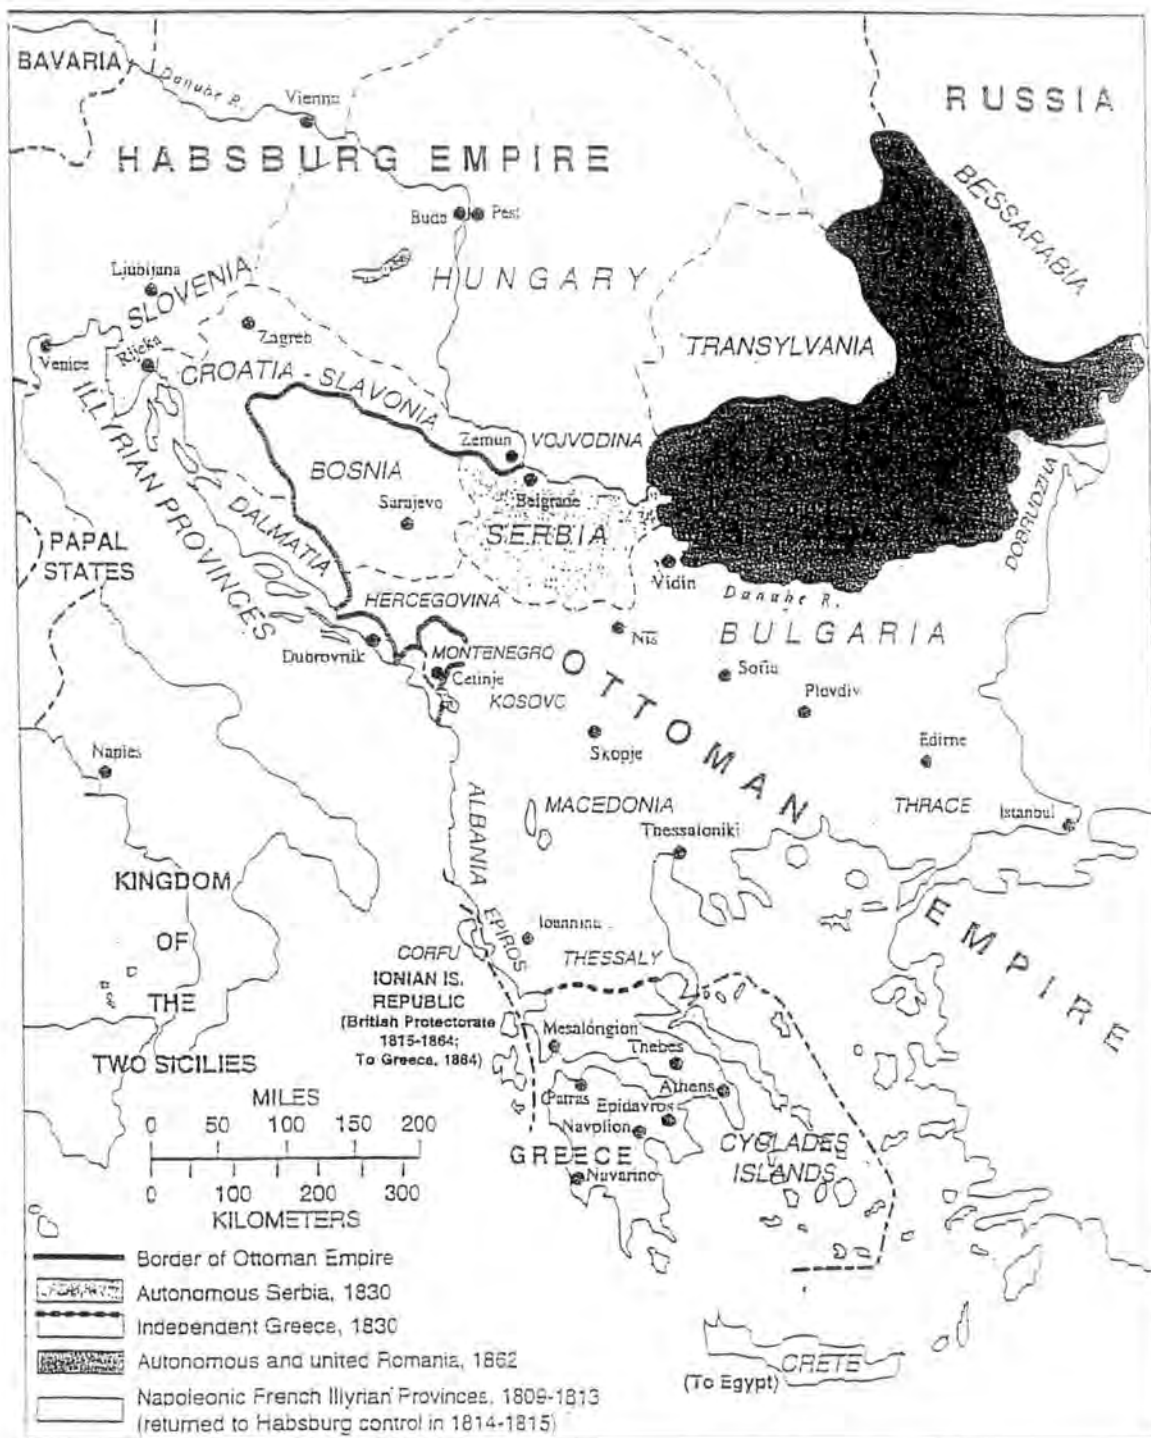 BAVARIA
Danube R.
Vienna
RUSSIA
HABSBURG EMPIRE
BESSARABIA
Buda
Pest
HUNGARY
Ljubljana
SLOVENIA
Zagreb
Venice
Rijeka
TRANSYLVANIA
CROATIA - SLAVONIA
ILLYRIAN PROVINCES
Zemun
VOJVODINA
BOSNIA
Belgrade
Sarajevo
SERBIA
DALMATIA
DOBRUDZHA
PAPAL
STATES
Vidin
Danube R.
HERCEGOVINA
BULGARIA
Niš
Dubrovnik
MONTENEGRO
Cetinje
KOSOVO
OTTOMAN
Sofia
Plovdiv
Skopje
Edirne
Naples
ALBANIA
MACEDONIA
THRACE
Istanbul
Thessaloniki
KINGDOM
OF
THE
TWO SICILIES
EMPIRE
EPIROS
Ioannina
CORFU
THESSALY
IONIAN IS.
REPUBLIC
(British Protectorate
1815-1864;
To Greece, 1864)
Mesalóngion
Thebes
Athens
Patras
Epidavros
Navplion
GREECE
CYCLADES
ISLANDS
Navarino
MILES
0 50 100 150 200
0 100 200 300
KILOMETERS
Border of Ottoman Empire
Autonomous Serbia, 1830
Independent Greece, 1830
Autonomous and united Romania, 1862
Napoleonic French Illyrian Provinces, 1809-1813
(returned to Habsburg control in 1814-1815)
CRETE
(To Egypt)